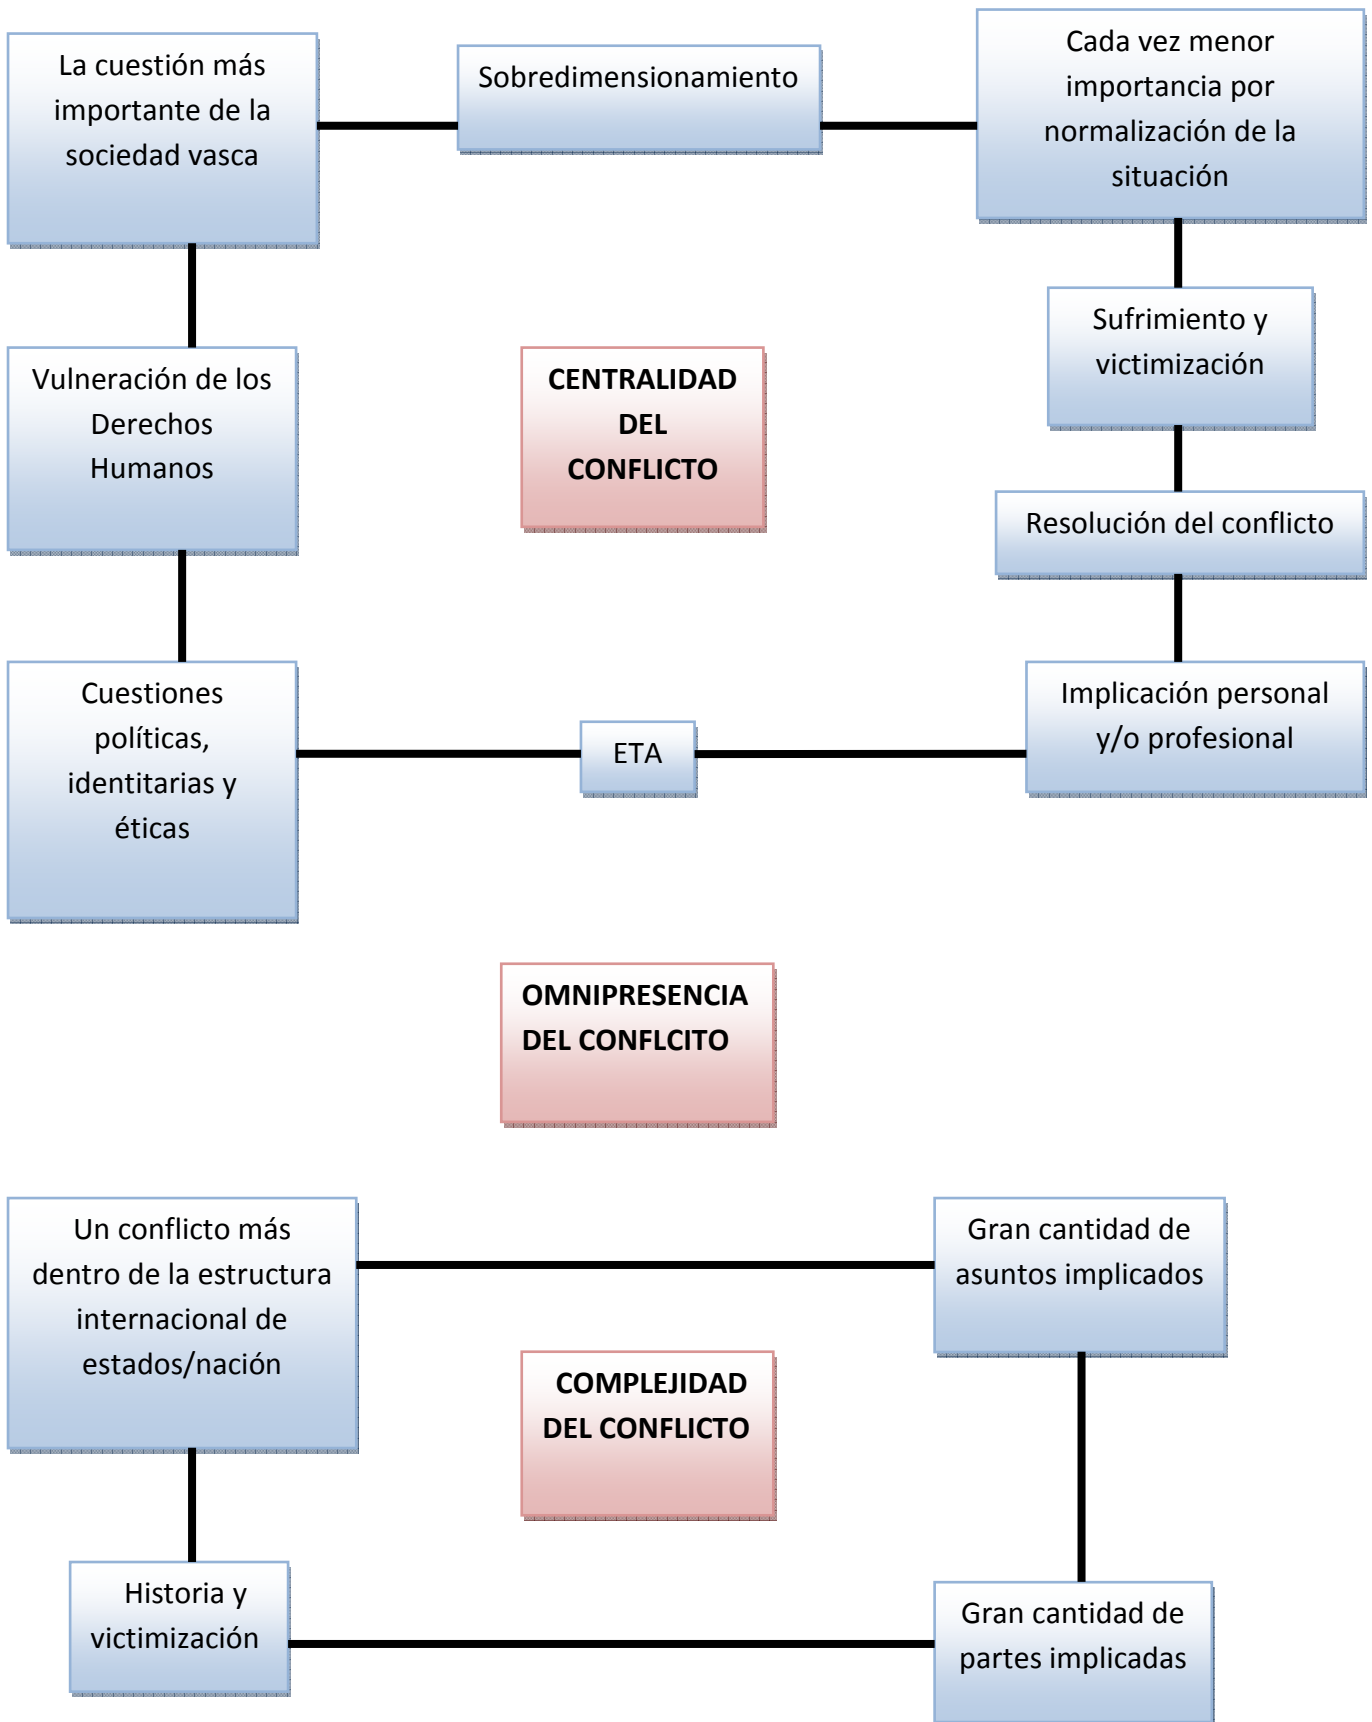 La cuestión más
importante de la
sociedad vasca
Sobredimensionamiento
Cada vez menor
importancia por
normalización de la
situación
Sufrimiento y
victimización
Vulneración de los
Derechos
Humanos
CENTRALIDAD
DEL
CONFLICTO
Resolución del conflicto
Cuestiones
políticas,
identitarias y
éticas
ETA
Implicación personal
y/o profesional
OMNIPRESENCIA
DEL CONFLCITO
Un conflicto más
dentro de la estructura
internacional de
estados/nación
Gran cantidad de
asuntos implicados
COMPLEJIDAD
DEL CONFLICTO
Historia y
victimización
Gran cantidad de
partes implicadas